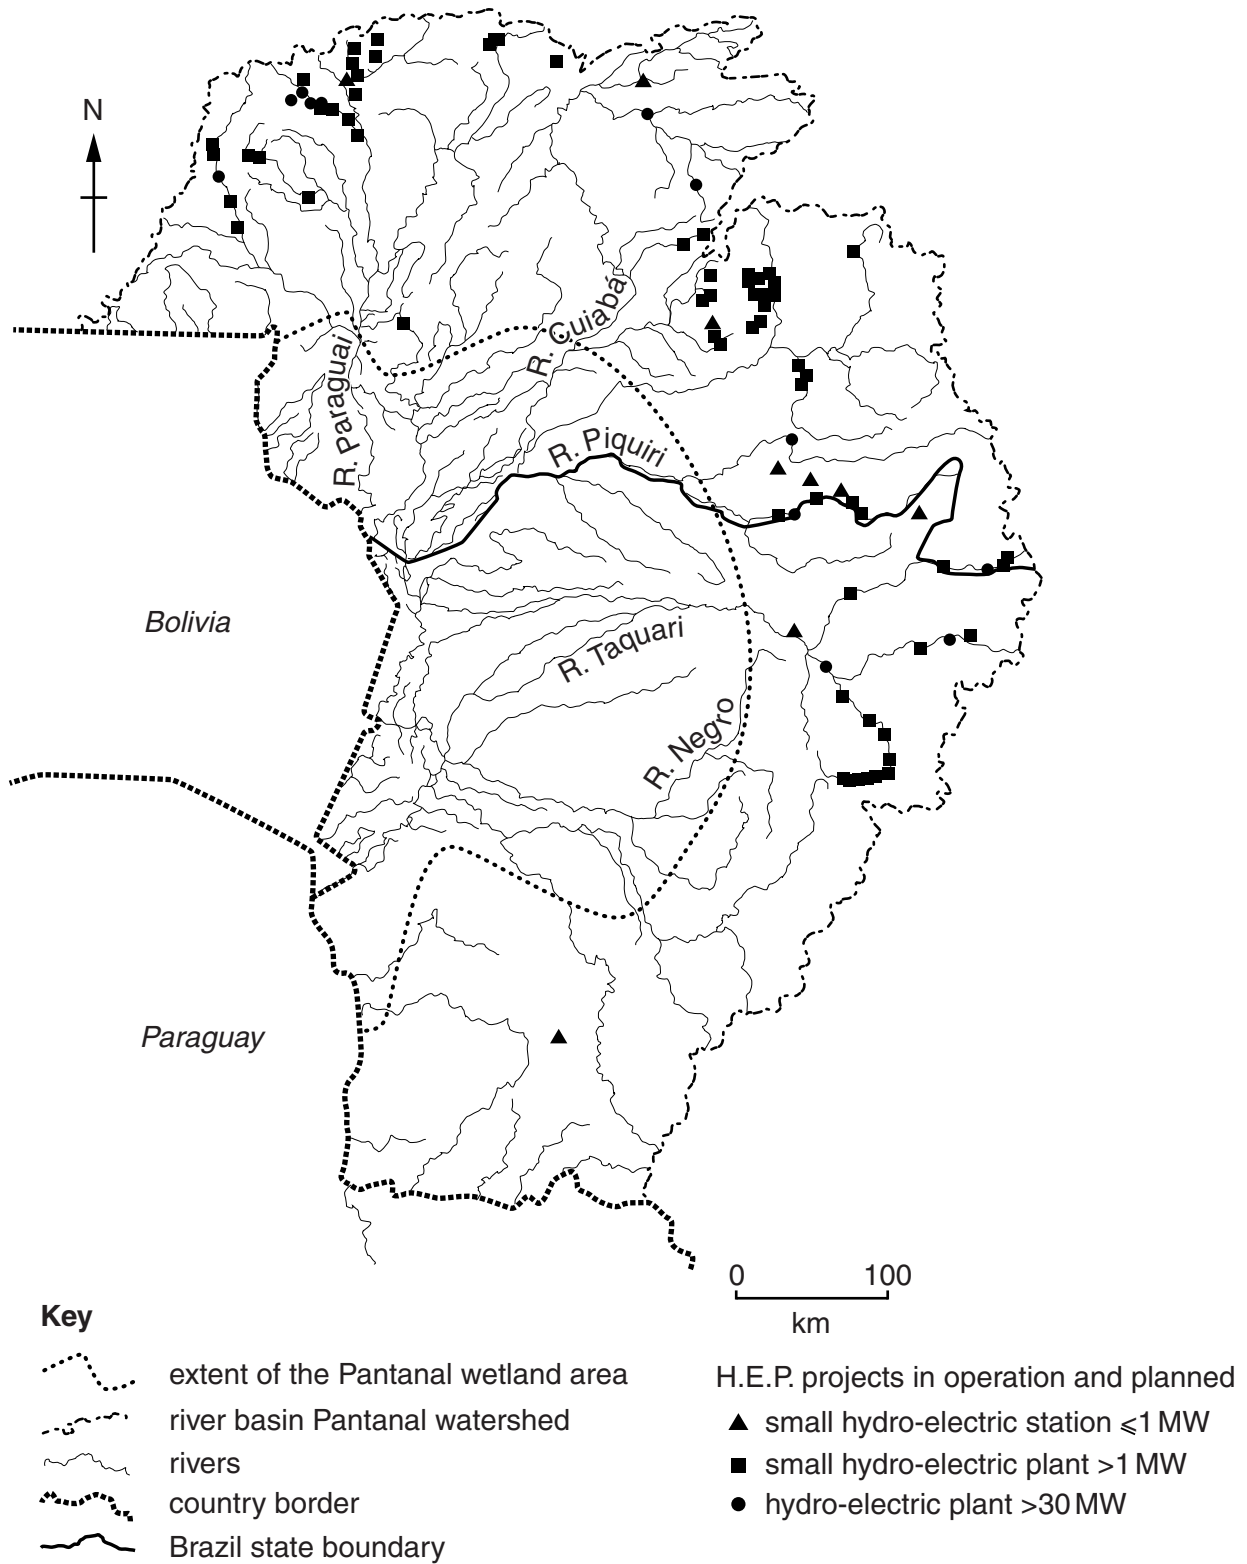 N
R. Cuiabá
R. Paraguai
R. Piquiri
Bolivia
R. Taquari
R. Negro
Paraguay
0 100
km
Key
extent of the Pantanal wetland area
river basin Pantanal watershed
rivers
country border
Brazil state boundary
H.E.P. projects in operation and planned
small hydro-electric station ⩽1 MW
small hydro-electric plant >1 MW
hydro-electric plant >30 MW